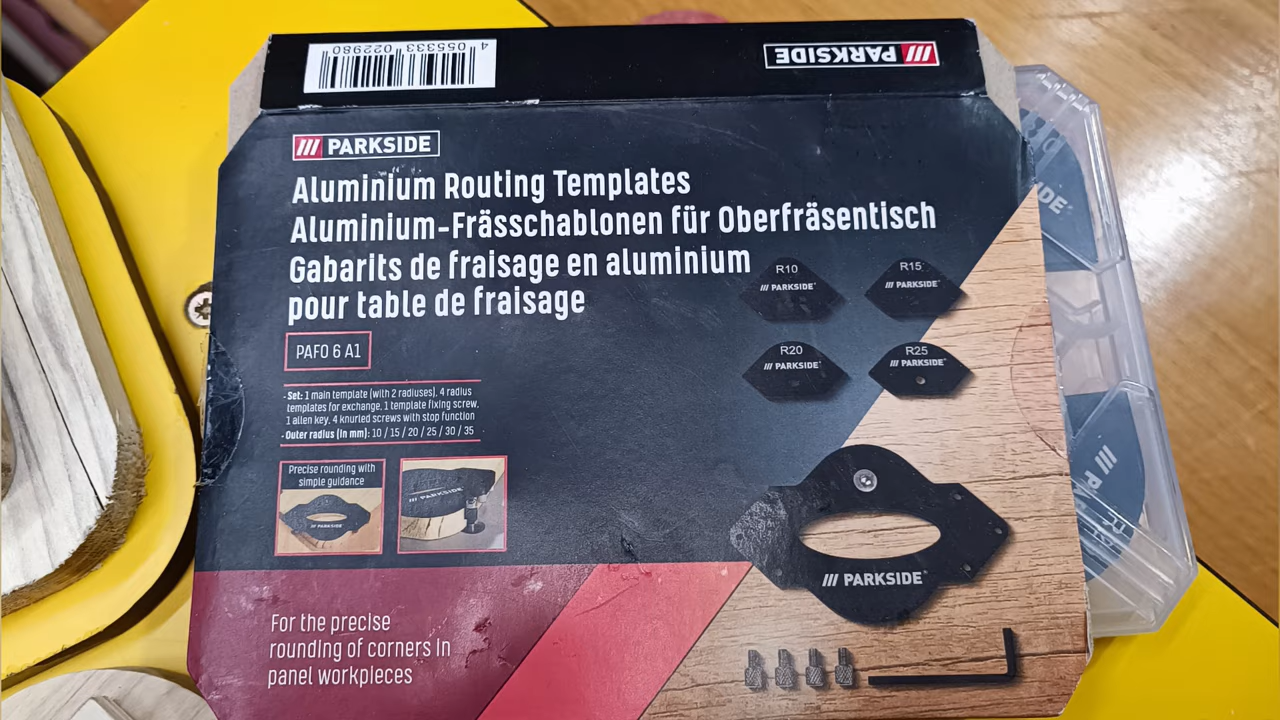 4 055333 022980
PARKSIDE
PARKSIDE
Aluminium Routing Templates
Aluminium-Frässchablonen für Oberfräsentisch
Gabarits de fraisage en aluminium
pour table de fraisage
PAFO 6 A1
- Set: 1 main template (with 2 radiuses), 4 radius
templates for exchange, 1 template fixing screw,
1 allen key, 4 knurled screws with stop function
- Outer radius (in mm): 10 / 15 / 20 / 25 / 30 / 35
Precise rounding with
simple guidance
PARKSIDE
PARKSIDE
R10
PARKSIDE®
R15
PARKSIDE®
R20
PARKSIDE®
R25
PARKSIDE®
PARKSIDE®
For the precise
rounding of corners in
panel workpieces